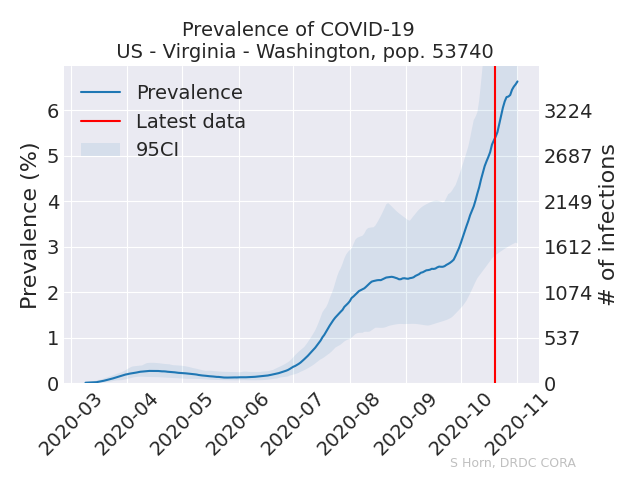 Prevalence of COVID-19
US - Virginia - Washington, pop. 53740
Prevalence
Latest data
95CI
Prevalence (%)
6
5
4
3
2
1
0
3224
2687
2149
1612
1074
537
0
# of infections
2020-03
2020-04
2020-05
2020-06
2020-07
2020-08
2020-09
2020-10
2020-11
S Horn, DRDC CORA